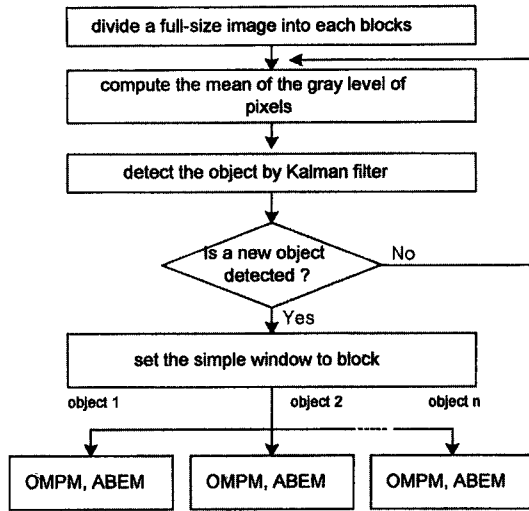 divide a full-size image into each blocks
compute the mean of the gray level of
pixels
detect the object by Kalman filter
Is a new object
detected ?
No
Yes
set the simple window to block
object 1 object 2 object n
OMPM, ABEM OMPM, ABEM OMPM, ABEM